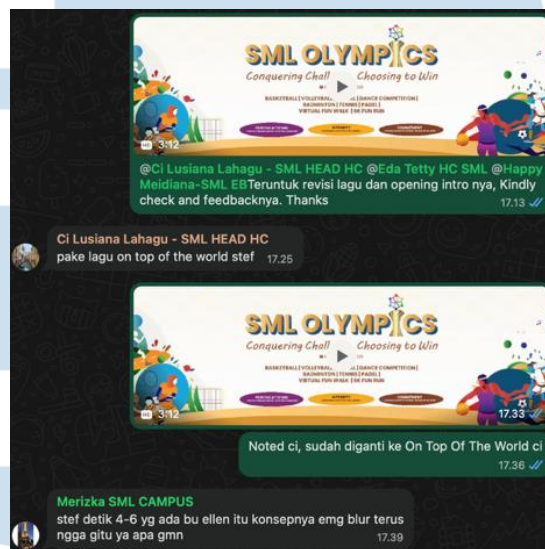 SML OLYMPICS
Conquering Chall Choosing to Win
BASKETBALL | VOLLEYBALL | DANCE COMPETITION |
BADMINTON | TENNIS | PADEL |
VIRTUAL FUN WALK | 5K FUN RUN
COMMITMENT
HD 3:12
@Ci Lusiana Lahagu - SML HEAD HC @Eda Tetty HC SML @Happy
Meidiana-SML EBTeruntuk revisi lagu dan opening intro nya, Kindly
check and feedbacknya. Thanks
17.13
Ci Lusiana Lahagu - SML HEAD HC
pake lagu on top of the world stef 17.25
SML OLYMPICS
Conquering Chall Choosing to Win
BASKETBALL | VOLLEYBALL | DANCE COMPETITION |
BADMINTON | TENNIS | PADEL |
VIRTUAL FUN WALK | 5K FUN RUN
COMMITMENT
HD 3:12 17.33
Noted ci, sudah diganti ke On Top Of The World ci
17.36
Merizka SML CAMPUS
stef detik 4-6 yg ada bu ellen itu konsepnya emg blur terus
ngga gitu ya apa gmn 17.39